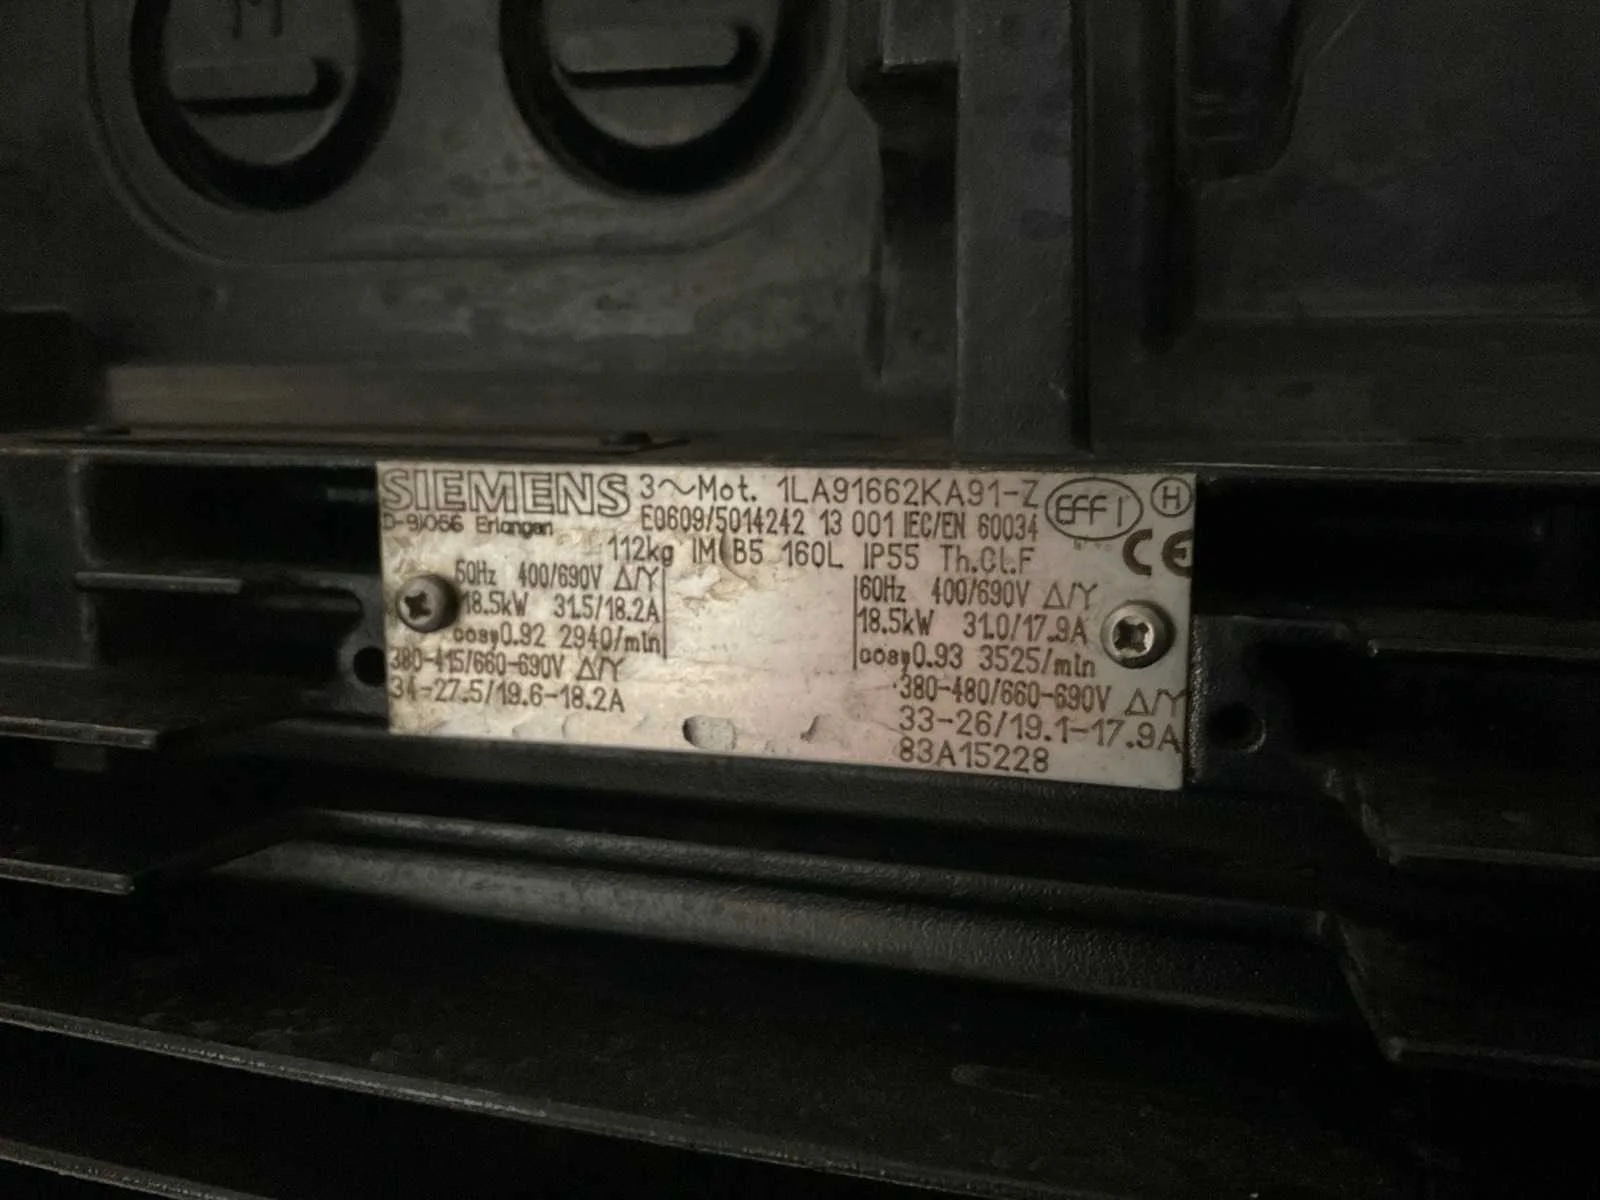 SIEMENS 3~Mot. 1LA91662KA91-Z EFF1 H
D-91056 Erlangen E0609/5014242 13 001 IEC/EN 60034
112kg IM B5 160L IP55 Th.Cl.F CE
50Hz 400/690V Δ/Y
18.5kW 31.5/18.2A
cosφ0.92 2940/min
380-415/660-690V Δ/Y
34-27.5/19.6-18.2A
60Hz 400/690V Δ/Y
18.5kW 31.0/17.9A
cosφ0.93 3525/min
380-480/660-690V Δ/Y
33-26/19.1-17.9A
83A15228